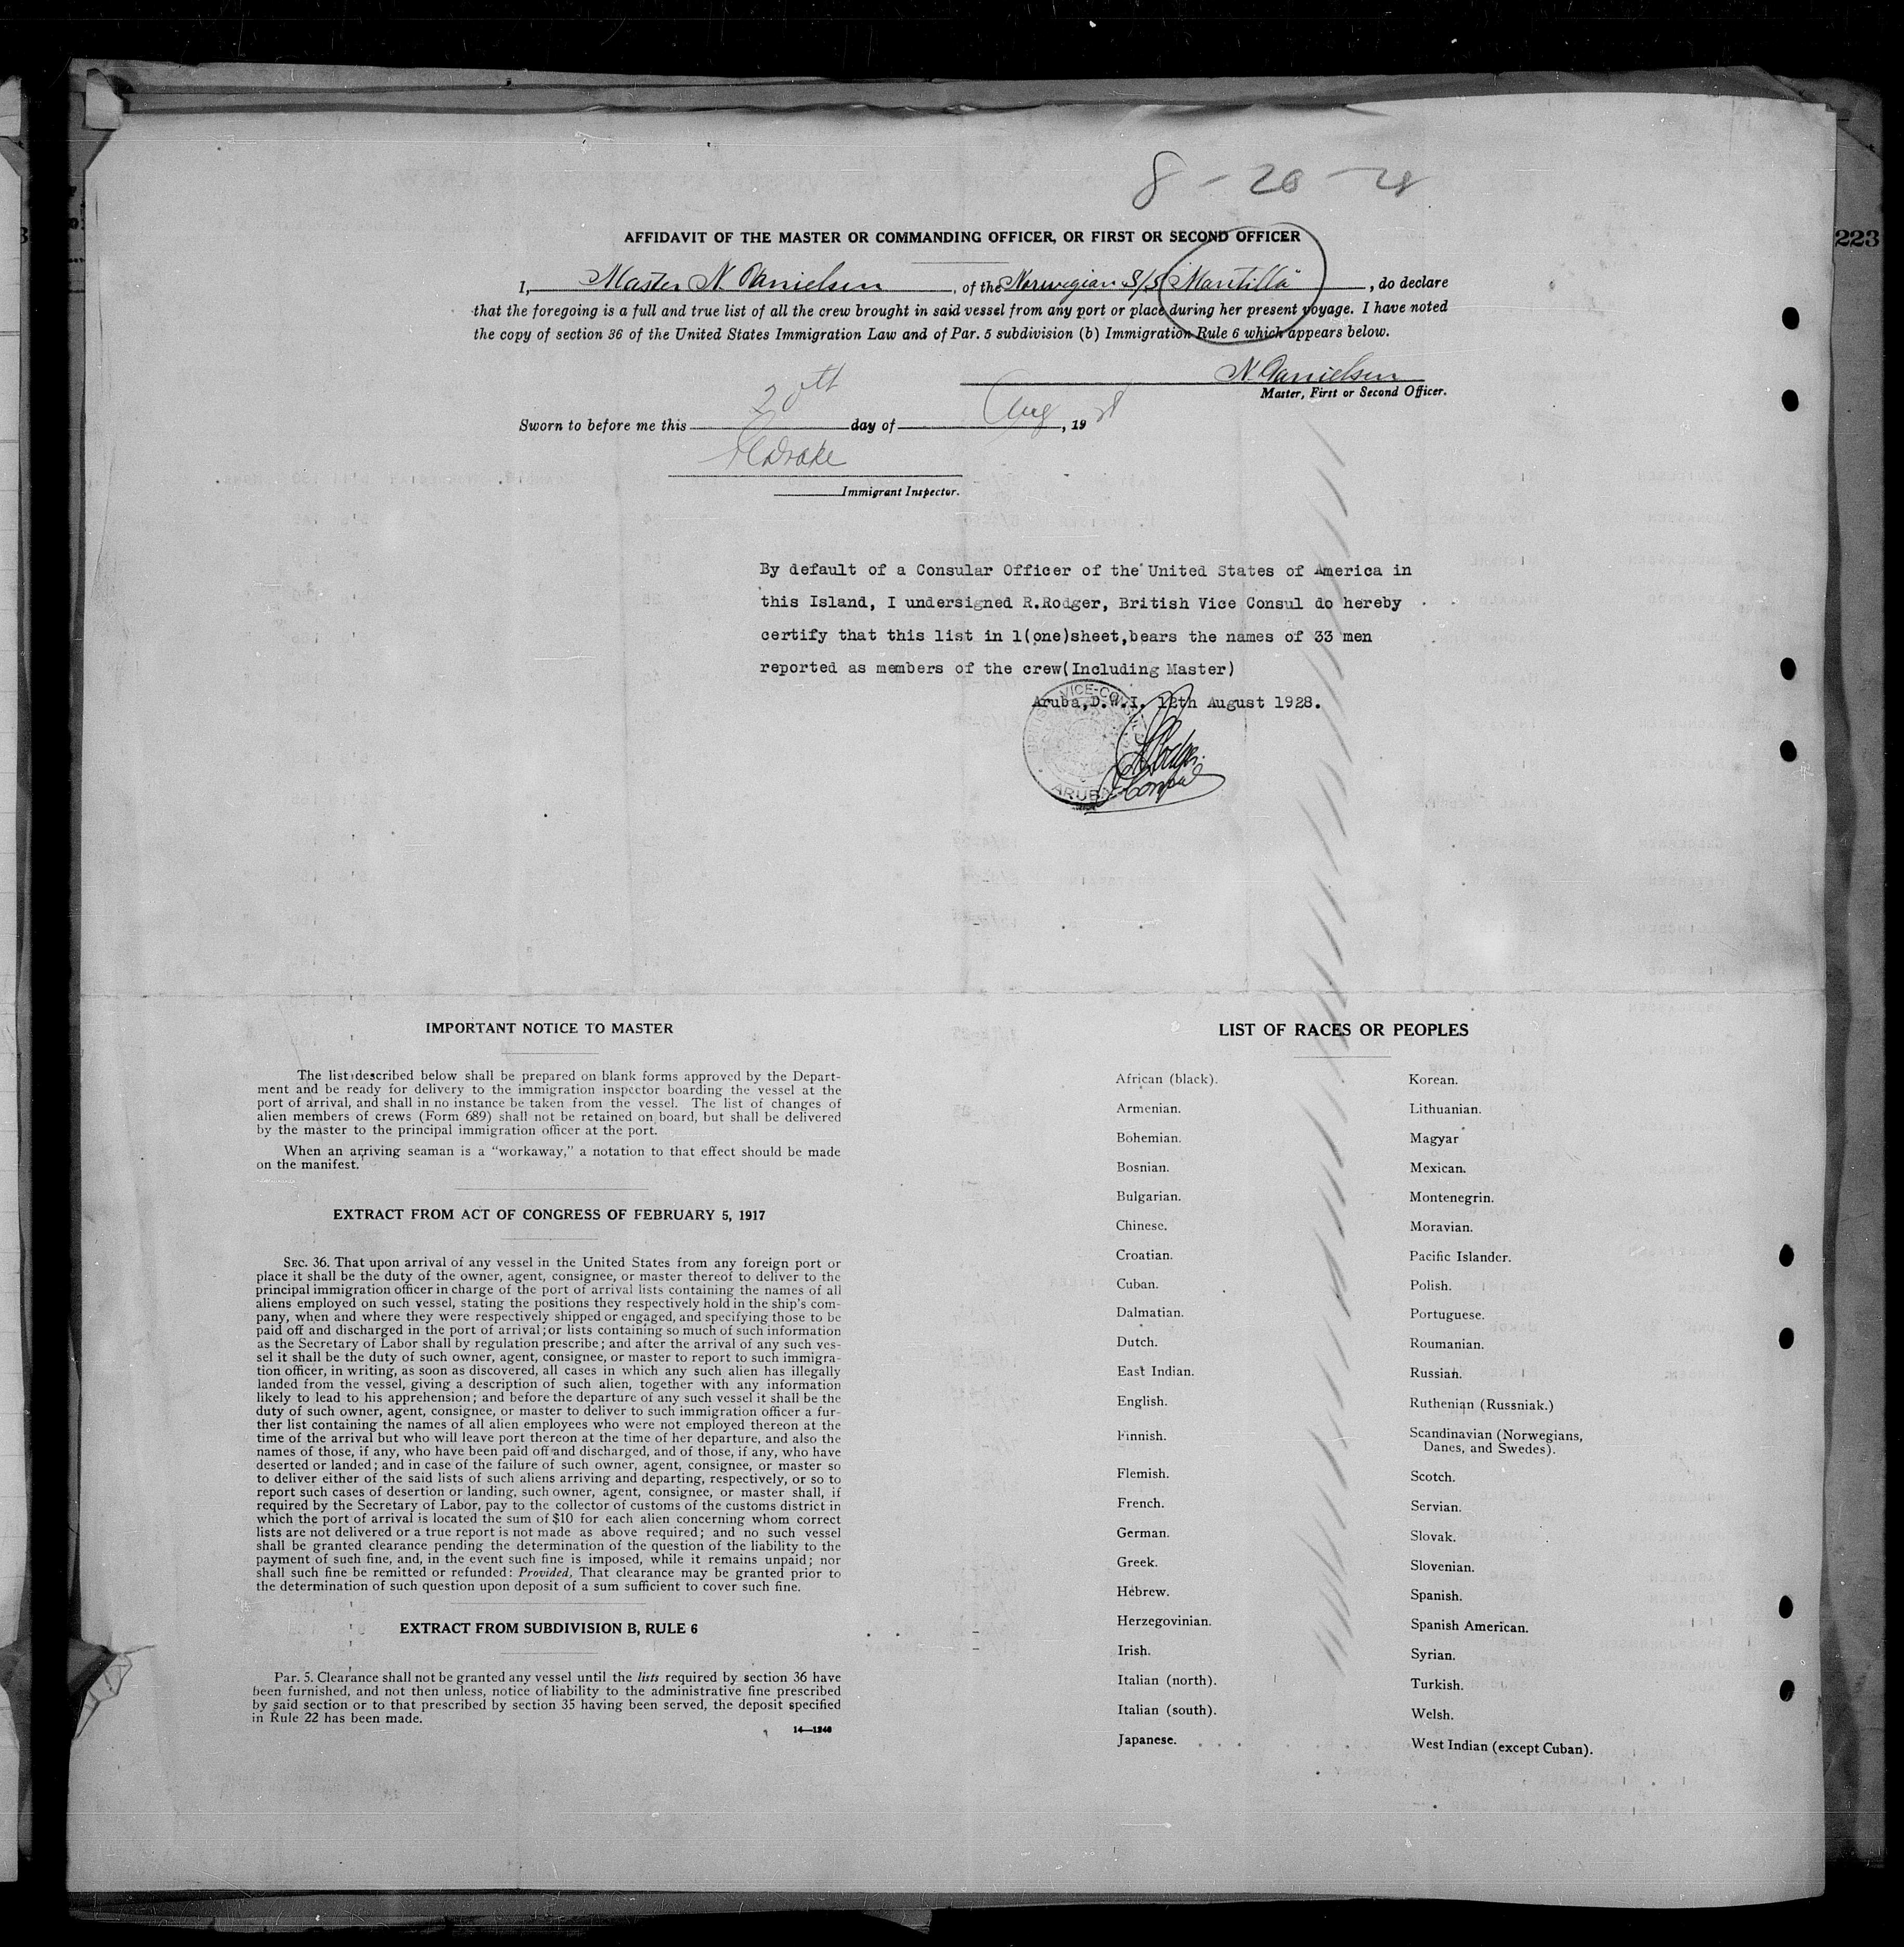 8-20-28
223
AFFIDAVIT OF THE MASTER OR COMMANDING OFFICER, OR FIRST OR SECOND OFFICER
I, Master N. Danielsen, of the Norwegian S/S "Mantilla", do declare
that the foregoing is a full and true list of all the crew brought in said vessel from any port or place during her present voyage. I have noted
the copy of section 36 of the United States Immigration Law and of Par. 5 subdivision (b) Immigration Rule 6 which appears below.
N. Danielsen
Master, First or Second Officer.
Sworn to before me this 20th day of Aug, 1928
Drake
Immigrant Inspector.
By default of a Consular Officer of the United States of America in
this Island, I undersigned R.Rodger, British Vice Consul do hereby
certify that this list in 1(one)sheet,bears the names of 33 men
reported as members of the crew(Including Master)
Aruba,D.W.I. 12th August 1928.
VICE-CONSUL
ARUBA
IMPORTANT NOTICE TO MASTER
The list described below shall be prepared on blank forms approved by the Depart-
ment and be ready for delivery to the immigration inspector boarding the vessel at the
port of arrival, and shall in no instance be taken from the vessel. The list of changes of
alien members of crews (Form 689) shall not be retained on board, but shall be delivered
by the master to the principal immigration officer at the port.
When an arriving seaman is a "workaway," a notation to that effect should be made
on the manifest.
EXTRACT FROM ACT OF CONGRESS OF FEBRUARY 5, 1917
SEC. 36. That upon arrival of any vessel in the United States from any foreign port or
place it shall be the duty of the owner, agent, consignee, or master thereof to deliver to the
principal immigration officer in charge of the port of arrival lists containing the names of all
aliens employed on such vessel, stating the positions they respectively hold in the ship's com-
pany, when and where they were respectively shipped or engaged, and specifying those to be
paid off and discharged in the port of arrival; or lists containing so much of such information
as the Secretary of Labor shall by regulation prescribe; and after the arrival of any such ves-
sel it shall be the duty of such owner, agent, consignee, or master to report to such immigra-
tion officer, in writing, as soon as discovered, all cases in which any such alien has illegally
landed from the vessel, giving a description of such alien, together with any information
likely to lead to his apprehension; and before the departure of any such vessel it shall be the
duty of such owner, agent, consignee, or master to deliver to such immigration officer a fur-
ther list containing the names of all alien employees who were not employed thereon at the
time of the arrival but who will leave port thereon at the time of her departure, and also the
names of those, if any, who have been paid off and discharged, and of those, if any, who have
deserted or landed; and in case of the failure of such owner, agent, consignee, or master so
to deliver either of the said lists of such aliens arriving and departing, respectively, or so to
report such cases of desertion or landing, such owner, agent, consignee, or master shall, if
required by the Secretary of Labor, pay to the collector of customs of the customs district in
which the port of arrival is located the sum of $10 for each alien concerning whom correct
lists are not delivered or a true report is not made as above required; and no such vessel
shall be granted clearance pending the determination of the question of the liability to the
payment of such fine, and, in the event such fine is imposed, while it remains unpaid; nor
shall such fine be remitted or refunded: Provided, That clearance may be granted prior to
the determination of such question upon deposit of a sum sufficient to cover such fine.
EXTRACT FROM SUBDIVISION B, RULE 6
Par. 5. Clearance shall not be granted any vessel until the lists required by section 36 have
been furnished, and not then unless, notice of liability to the administrative fine prescribed
by said section or to that prescribed by section 35 having been served, the deposit specified
in Rule 22 has been made.
14—1240
LIST OF RACES OR PEOPLES
African (black).
Armenian.
Bohemian.
Bosnian.
Bulgarian.
Chinese.
Croatian.
Cuban.
Dalmatian.
Dutch.
East Indian.
English.
Finnish.
Flemish.
French.
German.
Greek.
Hebrew.
Herzegovinian.
Irish.
Italian (north).
Italian (south).
Japanese.
Korean.
Lithuanian.
Magyar
Mexican.
Montenegrin.
Moravian.
Pacific Islander.
Polish.
Portuguese.
Roumanian.
Russian.
Ruthenian (Russniak.)
Scandinavian (Norwegians,
Danes, and Swedes).
Scotch.
Servian.
Slovak.
Slovenian.
Spanish.
Spanish American.
Syrian.
Turkish.
Welsh.
West Indian (except Cuban).